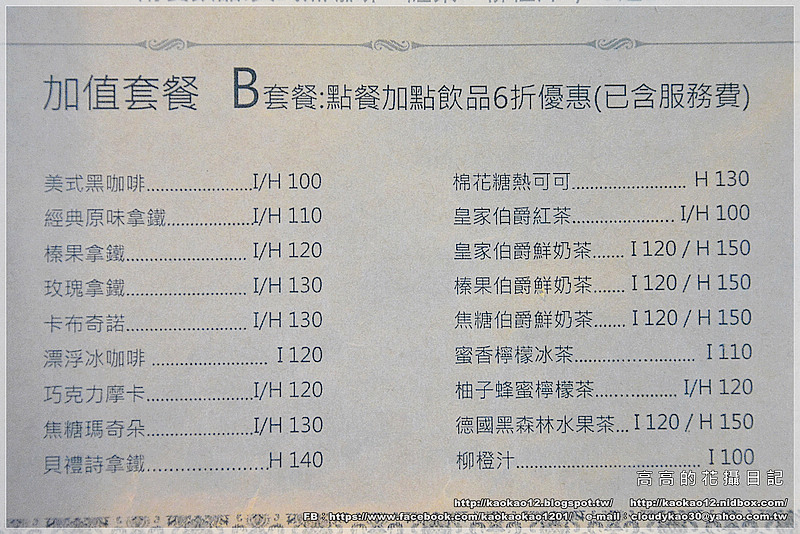 加值套餐 B套餐:點餐加點飲品6折優惠(已含服務費)
美式黑咖啡.....................I/H 100
經典原味拿鐵.................I/H 110
榛果拿鐵........................ I/H 120
玫瑰拿鐵........................ I/H 130
卡布奇諾........................ I/H 130
漂浮冰咖啡 ....................... I 120
巧克力摩卡.....................I/H 120
焦糖瑪奇朵.....................I/H 130
貝禮詩拿鐵........................H 140
棉花糖熱可可....................... H 130
皇家伯爵紅茶.................... I/H 100
皇家伯爵鮮奶茶...... I 120 / H 150
榛果伯爵鮮奶茶...... I 120 / H 150
焦糖伯爵鮮奶茶...... I 120 / H 150
蜜香檸檬冰茶........................ I 110
柚子蜂蜜檸檬茶................ I/H 120
德國黑森林水果茶... I 120 / H 150
柳橙汁.................................... I 100
高高的花攝日記
http://kaokao12.blogspot.tw/ http://kaokao12.nidbox.com/
FB：https://www.facebook.com/kaokaokao1201/ e-mail：cloudykao30@yahoo.com.tw